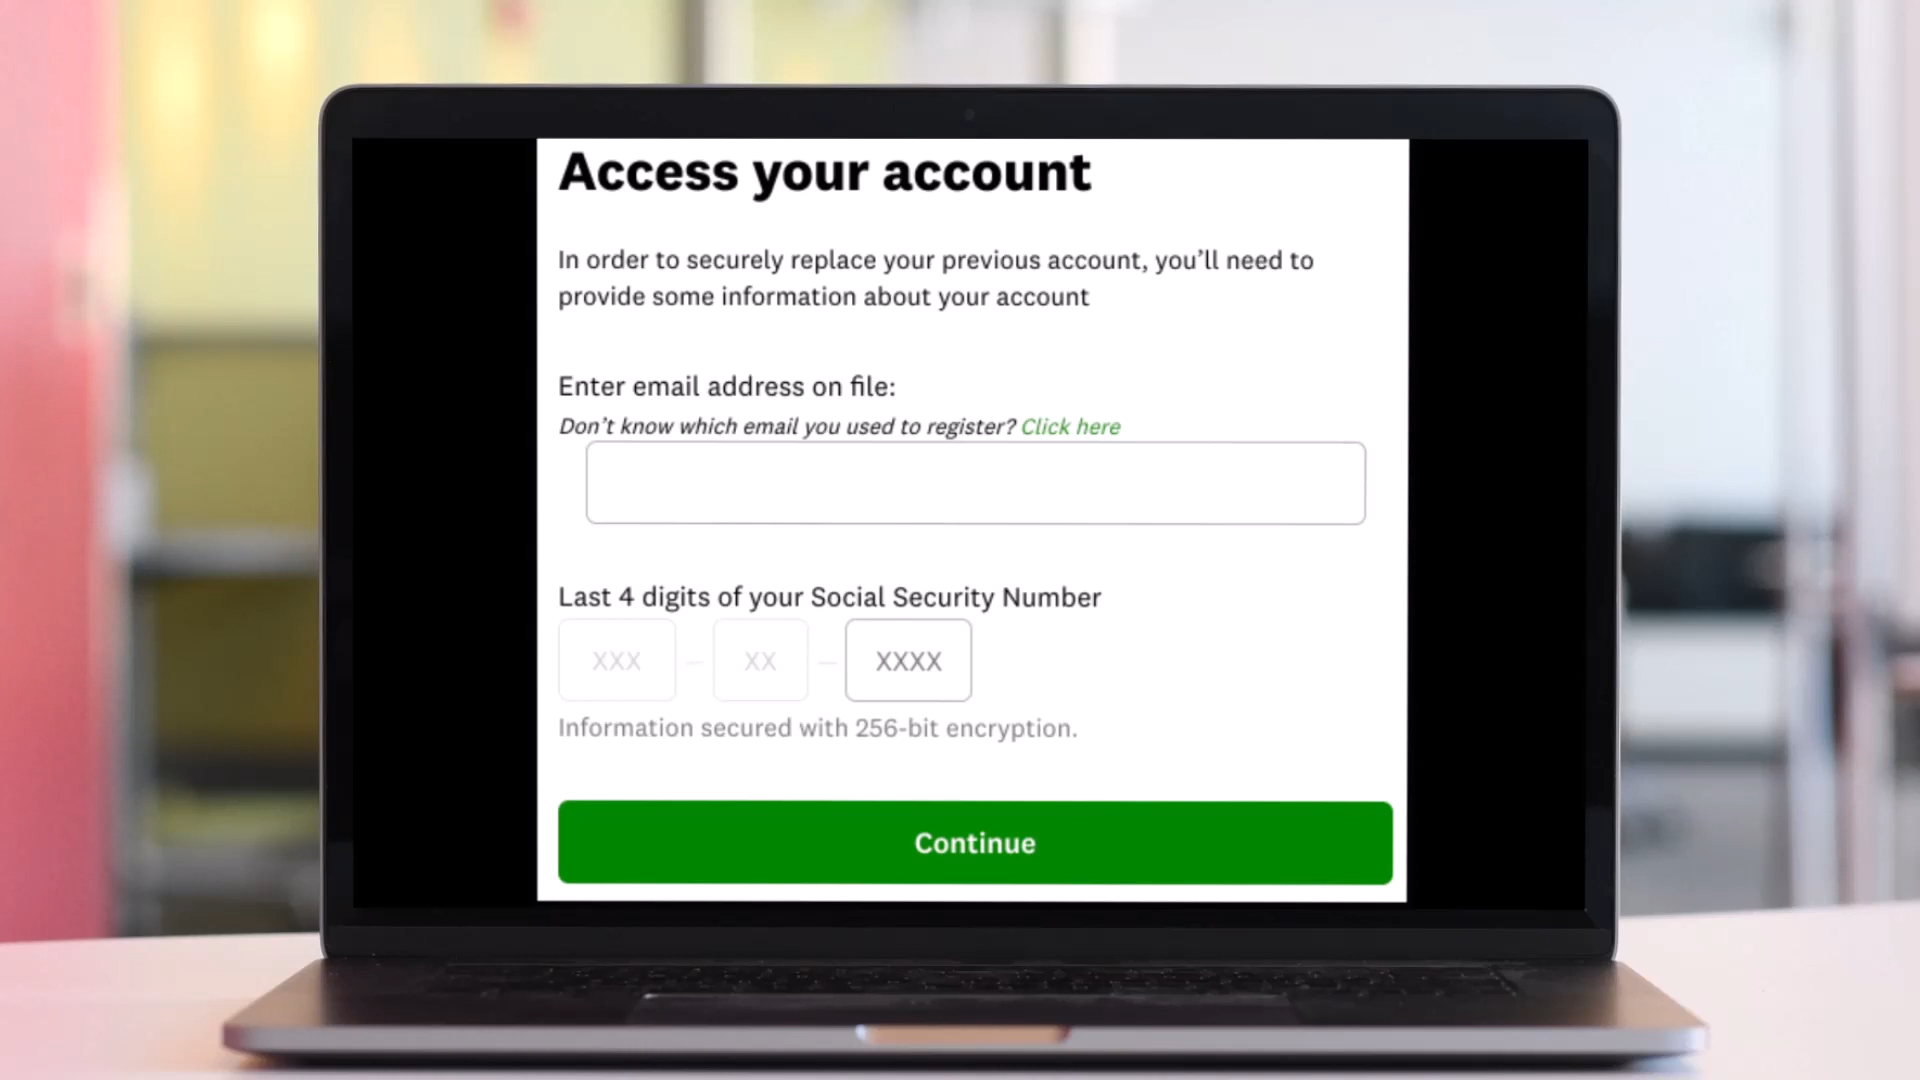 Access your account
In order to securely replace your previous account, you’ll need to
provide some information about your account
Enter email address on file:
Don’t know which email you used to register? Click here
Last 4 digits of your Social Security Number
XXX – XX – XXXX
Information secured with 256-bit encryption.
Continue